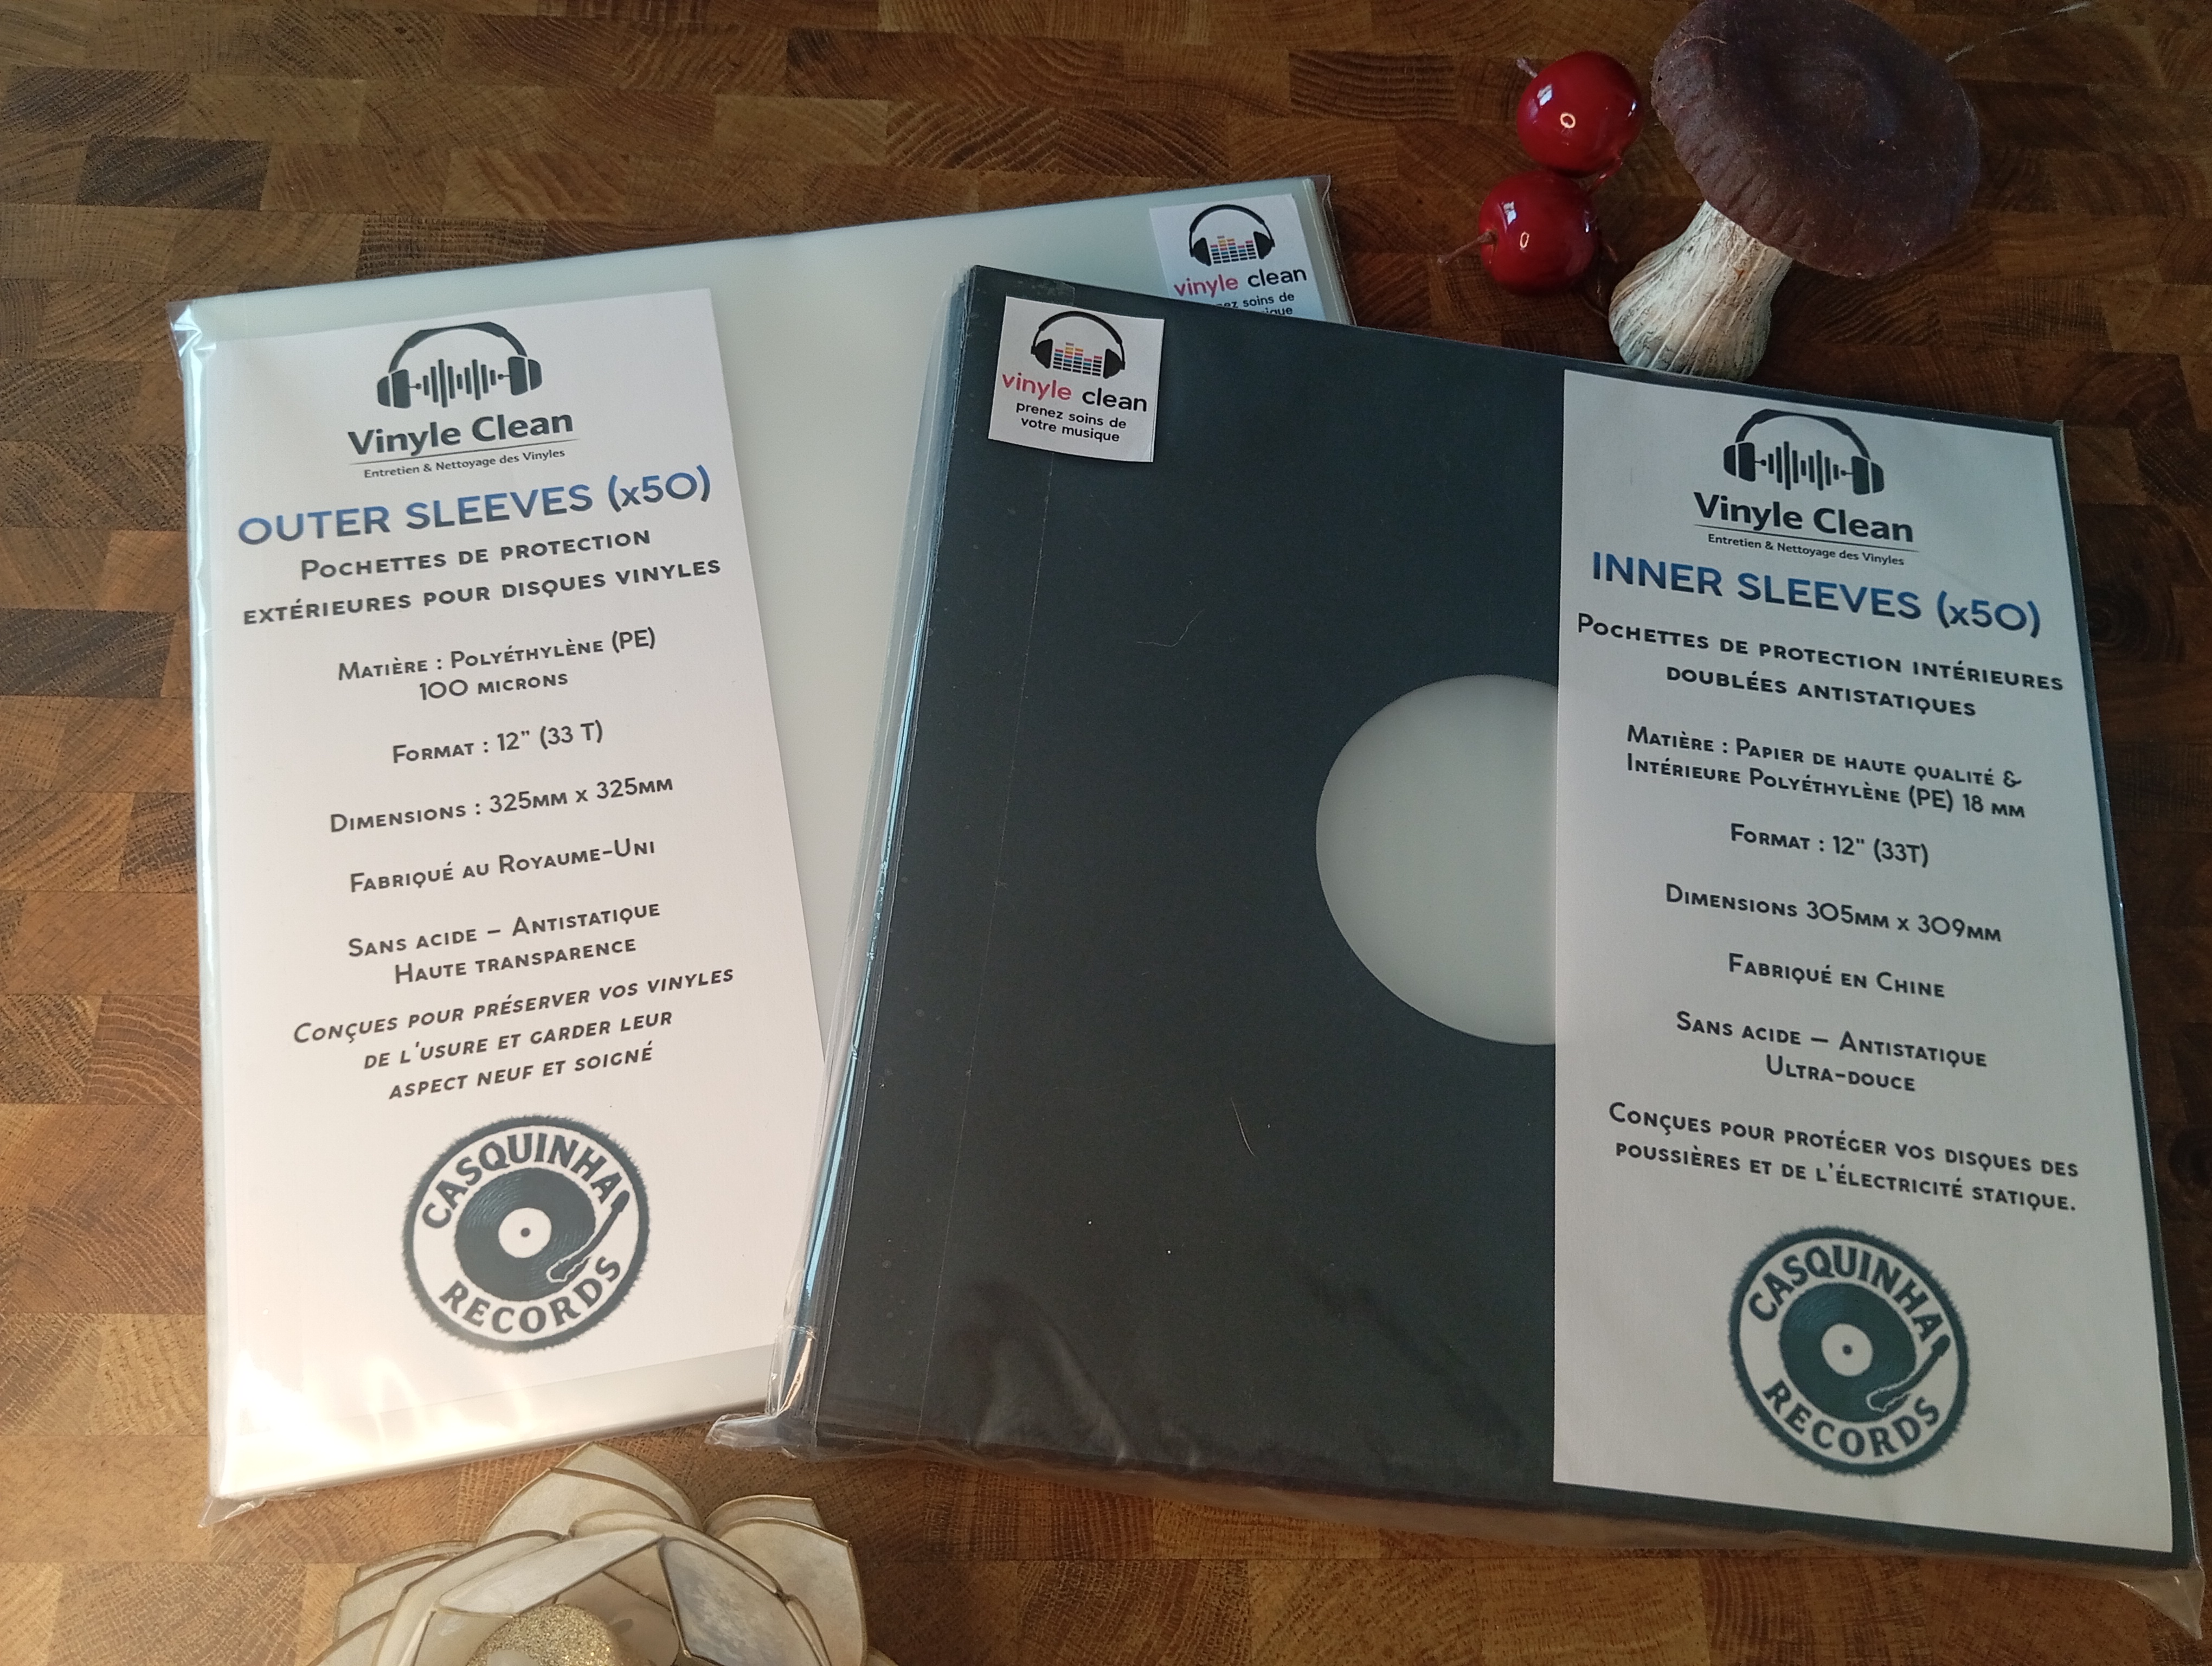 Vinyle Clean
Entretien & Nettoyage des Vinyles
OUTER SLEEVES (x50)
Pochettes de protection
extérieures pour disques vinyles
Matière : Polyéthylène (PE)
100 microns
Format : 12" (33 T)
Dimensions : 325mm x 325mm
Fabriqué au Royaume-Uni
Sans acide – Antistatique
Haute transparence
Conçues pour préserver vos vinyles
de l'usure et garder leur
aspect neuf et soigné
CASQUINHA
RECORDS
vinyle clean
soins de
vinyle clean
prenez soins de
votre musique
Vinyle Clean
Entretien & Nettoyage des Vinyles
INNER SLEEVES (x50)
Pochettes de protection intérieures
doublées antistatiques
Matière : Papier de haute qualité &
Intérieure Polyéthylène (PE) 18 mm
Format : 12" (33T)
Dimensions 305mm x 309mm
Fabriqué en Chine
Sans acide – Antistatique
Ultra-douce
Conçues pour protéger vos disques des
poussières et de l'électricité statique.
CASQUINHA
RECORDS